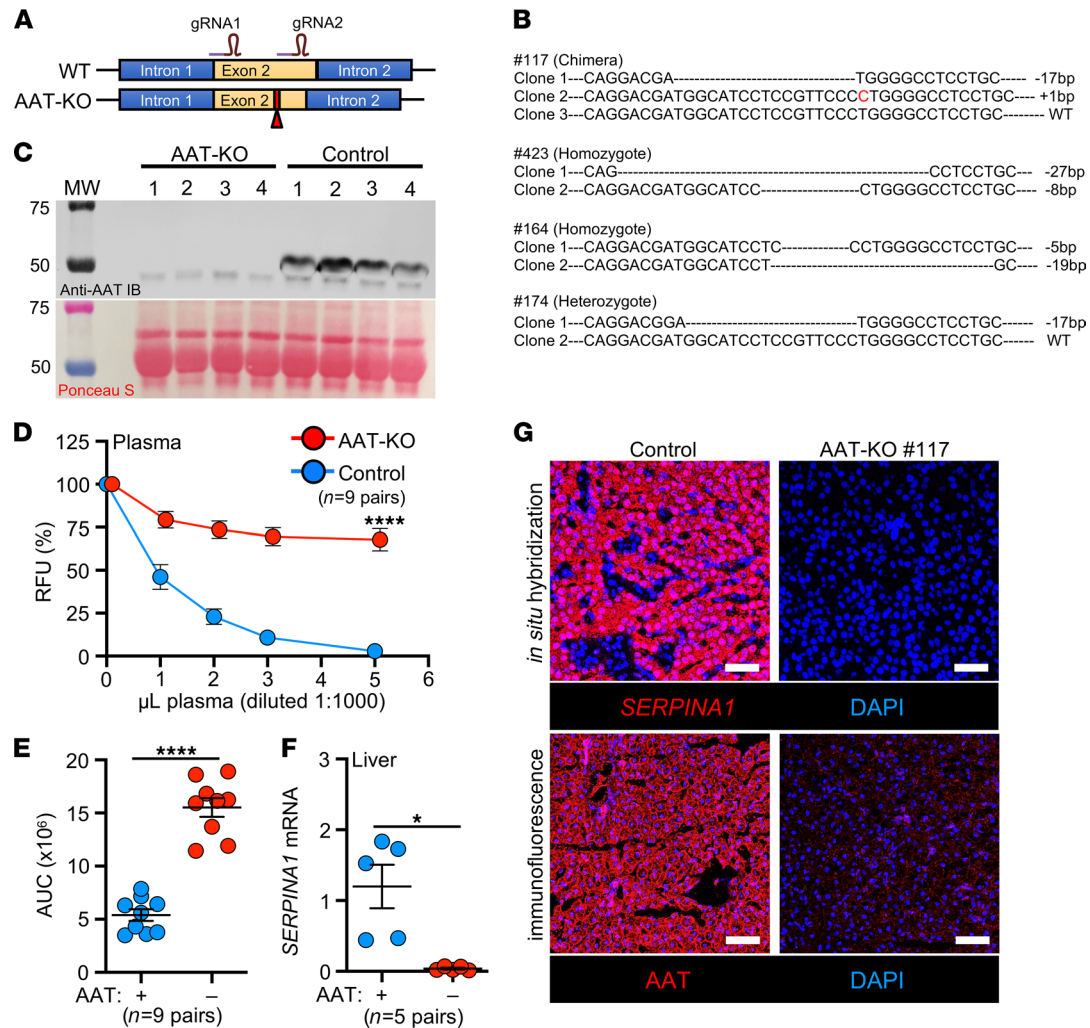 A
gRNA1
gRNA2
WT
Intron 1
Exon 2
Intron 2
AAT-KO
Intron 1
Exon 2
Intron 2
B
#117 (Chimera)
Clone 1---CAGGACGA-----------------------------------TGGGGCCTCCTGC----- -17bp
Clone 2---CAGGACGATGGCATCCTCCGTTCCCCTGGGGCCTCCTGC---- +1bp
Clone 3---CAGGACGATGGCATCCTCCGTTCCCTGGGGCCTCCTGC-------- WT
#423 (Homozygote)
Clone 1---CAG------------------------------------------------------------CCTCCTGC--- -27bp
Clone 2---CAGGACGATGGCATCC-------------------CTGGGGCCTCCTGC--- -8bp
#164 (Homozygote)
Clone 1---CAGGACGATGGCATCCTC-------------CCTGGGGCCTCCTGC--- -5bp
Clone 2---CAGGACGATGGCATCCT-------------------------------------------GC--- -19bp
#174 (Heterozygote)
Clone 1---CAGGACGGA---------------------------------TGGGGCCTCCTGC------ -17bp
Clone 2---CAGGACGATGGCATCCTCCGTTCCCTGGGGCCTCCTGC------ WT
C
AAT-KO
Control
MW
1 2 3 4 1 2 3 4
75
50
Anti-AAT IB
75
50
Ponceau S
D
Plasma
AAT-KO
Control
(n=9 pairs)
****
RFU (%)
125
100
75
50
25
0
0 1 2 3 4 5 6
µL plasma (diluted 1:1000)
E
****
AUC (x10⁶)
20
15
10
5
0
AAT: + –
(n=9 pairs)
F
Liver
*
SERPINA1 mRNA
3
2
1
0
AAT: + –
(n=5 pairs)
G
Control
AAT-KO #117
in situ hybridization
SERPINA1
DAPI
immunofluorescence
AAT
DAPI